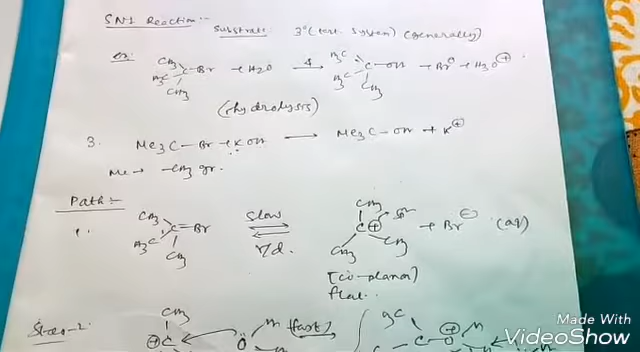 SN1 Reaction:-
Substrate: 3° (tert. system) (generally)
ex:
CH3
H3C
C-Br + H2O
CH3
Δ
H3C
H3C
C-OH + Br⊖ + H3O⊕
CH3
(hydrolysis)
3. Me3C-Br + KOH → Me3C-OH + K⊕
Me → -CH3 gr.
Path:-
1.
CH3
H3C
C-Br
CH3
slow
r/d.
CH3
C⊕
CH3
CH3
+ Br⊖ (aq)
[co-planar)
flat.
Step-2
CH3
⊕C
Ö
H
(fast)
C
C-O⊕
H
Made With
VideoShow